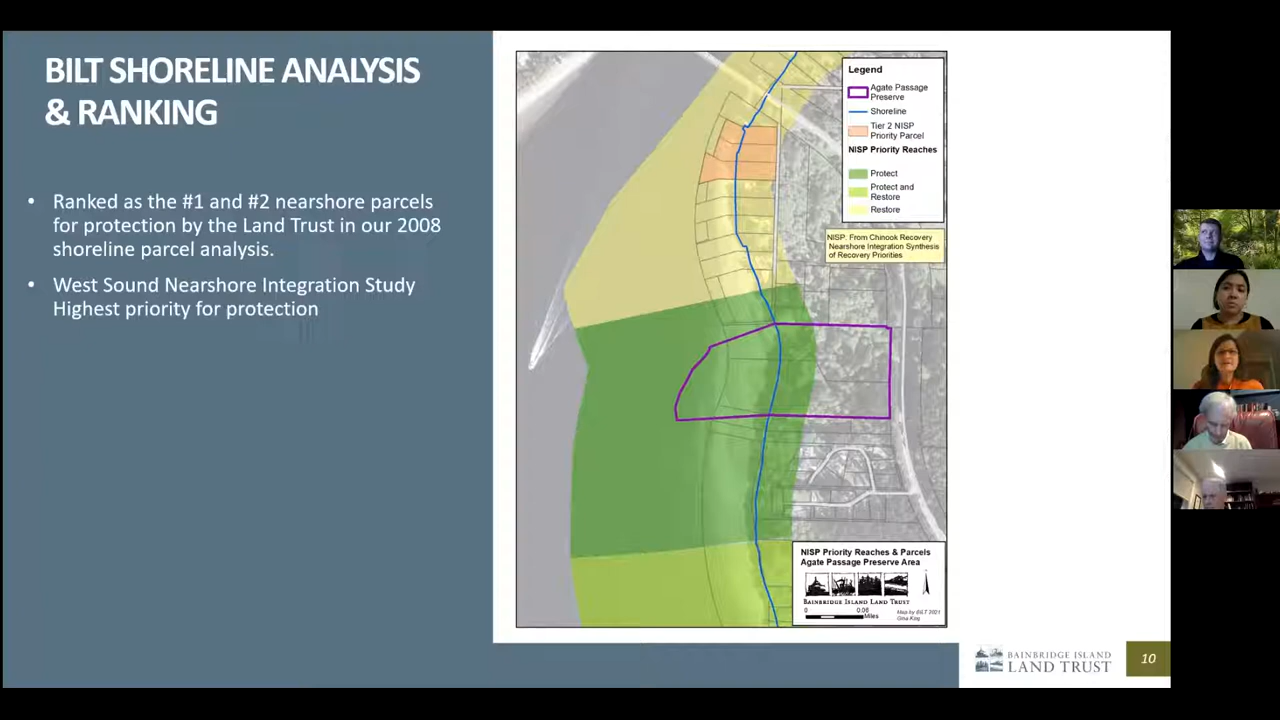 BILT SHORELINE ANALYSIS
& RANKING
• Ranked as the #1 and #2 nearshore parcels
for protection by the Land Trust in our 2008
shoreline parcel analysis.
• West Sound Nearshore Integration Study
Highest priority for protection
Legend
Agate Passage
Preserve
Shoreline
Tier 2 NISP
Priority Parcel
NISP Priority Reaches
Protect
Protect and
Restore
Restore
NISP: From Chinook Recovery
Nearshore Integration Synthesis
of Recovery Priorities
NISP Priority Reaches & Parcels
Agate Passage Preserve Area
BAINBRIDGE ISLAND LAND TRUST
0 0.06
Miles
Map by BILT 2021
Gina King
BAINBRIDGE ISLAND
LAND TRUST
10